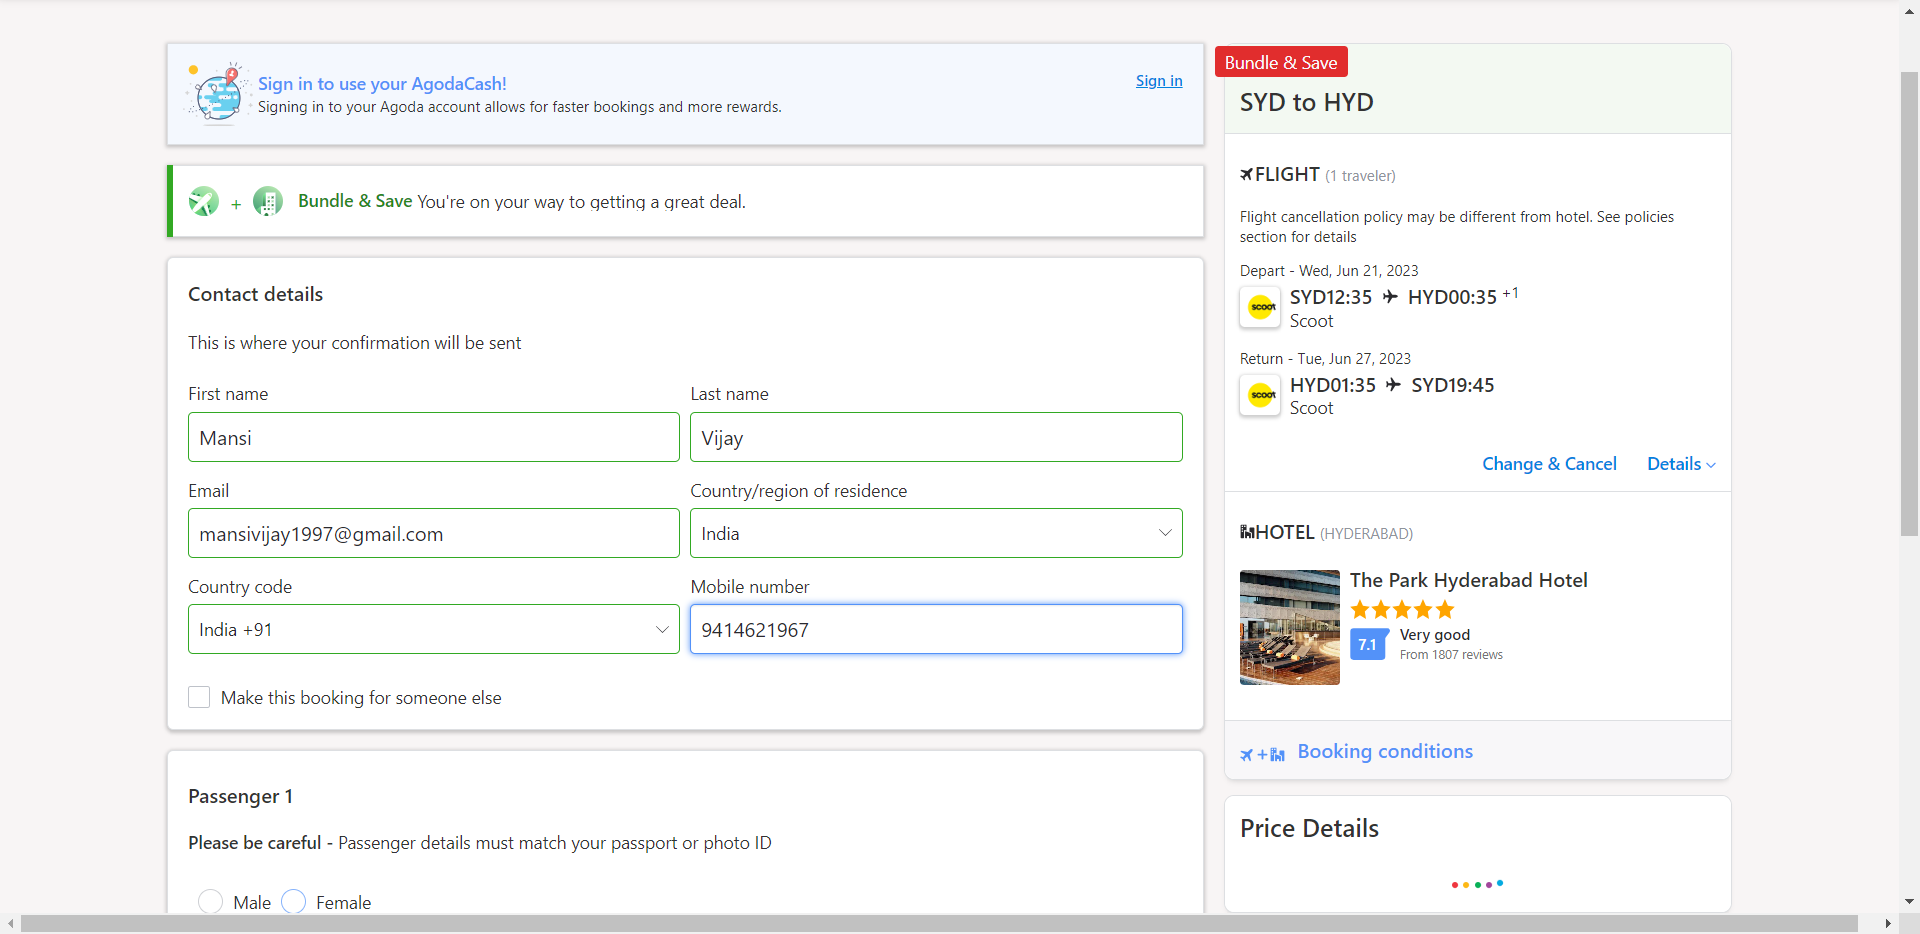 Sign in to use your AgodaCash!
Signing in to your Agoda account allows for faster bookings and more rewards.
Sign in
+ Bundle & Save You're on your way to getting a great deal.
Contact details
This is where your confirmation will be sent
First name
Last name
Mansi
Vijay
Email
Country/region of residence
mansivijay1997@gmail.com
India
Country code
Mobile number
India +91
9414621967
Make this booking for someone else
Passenger 1
Please be careful - Passenger details must match your passport or photo ID
Male
Female
Bundle & Save
SYD to HYD
FLIGHT (1 traveler)
Flight cancellation policy may be different from hotel. See policies
section for details
Depart - Wed, Jun 21, 2023
scoot
SYD12:35 HYD00:35 +1
Scoot
Return - Tue, Jun 27, 2023
scoot
HYD01:35 SYD19:45
Scoot
Change & Cancel
Details
HOTEL (HYDERABAD)
The Park Hyderabad Hotel
7.1
Very good
From 1807 reviews
+ Booking conditions
Price Details